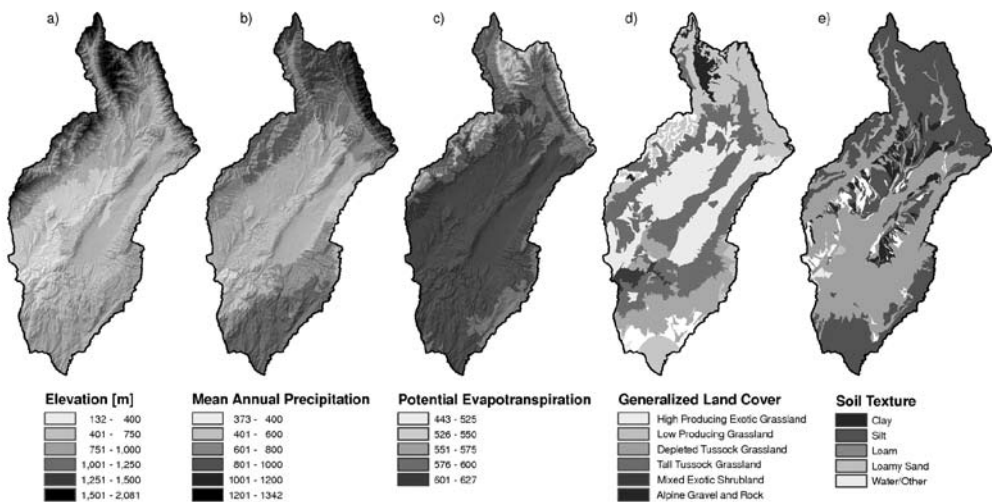 a)
b)
c)
d)
e)
Elevation [m]
132 - 400
401 - 750
751 - 1,000
1,001 - 1,250
1,251 - 1,500
1,501 - 2,081
Mean Annual Precipitation
373 - 400
401 - 600
601 - 800
801 - 1000
1001 - 1200
1201 - 1342
Potential Evapotranspiration
443 - 525
526 - 550
551 - 575
576 - 600
601 - 627
Generalized Land Cover
High Producing Exotic Grassland
Low Producing Grassland
Depleted Tussock Grassland
Tall Tussock Grassland
Mixed Exotic Shrubland
Alpine Gravel and Rock
Soil Texture
Clay
Silt
Loam
Loamy Sand
Water/Other